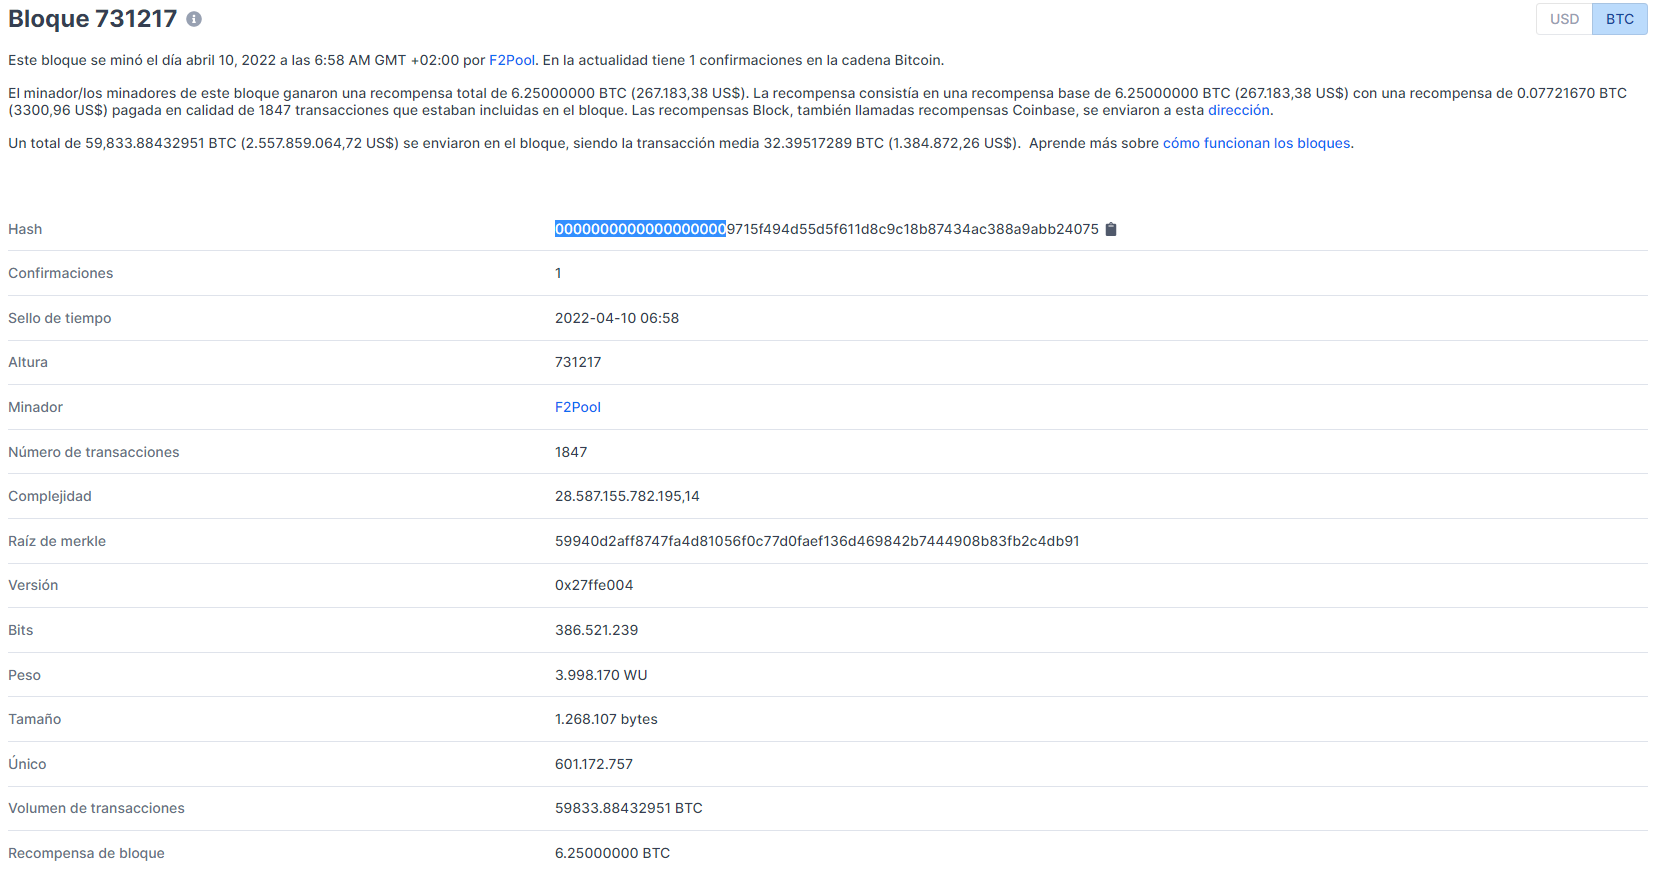 Bloque 731217
USD BTC
Este bloque se minó el día abril 10, 2022 a las 6:58 AM GMT +02:00 por F2Pool. En la actualidad tiene 1 confirmaciones en la cadena Bitcoin.
El minador/los minadores de este bloque ganaron una recompensa total de 6.25000000 BTC (267.183,38 US$). La recompensa consistía en una recompensa base de 6.25000000 BTC (267.183,38 US$) con una recompensa de 0.07721670 BTC
(3300,96 US$) pagada en calidad de 1847 transacciones que estaban incluidas en el bloque. Las recompensas Block, también llamadas recompensas Coinbase, se enviaron a esta dirección.
Un total de 59,833.88432951 BTC (2.557.859.064,72 US$) se enviaron en el bloque, siendo la transacción media 32.39517289 BTC (1.384.872,26 US$). Aprende más sobre cómo funcionan los bloques.
Hash 00000000000000000009715f494d55d5f611d8c9c18b87434ac388a9abb24075
Confirmaciones 1
Sello de tiempo 2022-04-10 06:58
Altura 731217
Minador F2Pool
Número de transacciones 1847
Complejidad 28.587.155.782.195,14
Raíz de merkle 59940d2aff8747fa4d81056f0c77d0faef136d469842b7444908b83fb2c4db91
Versión 0x27ffe004
Bits 386.521.239
Peso 3.998.170 WU
Tamaño 1.268.107 bytes
Único 601.172.757
Volumen de transacciones 59833.88432951 BTC
Recompensa de bloque 6.25000000 BTC